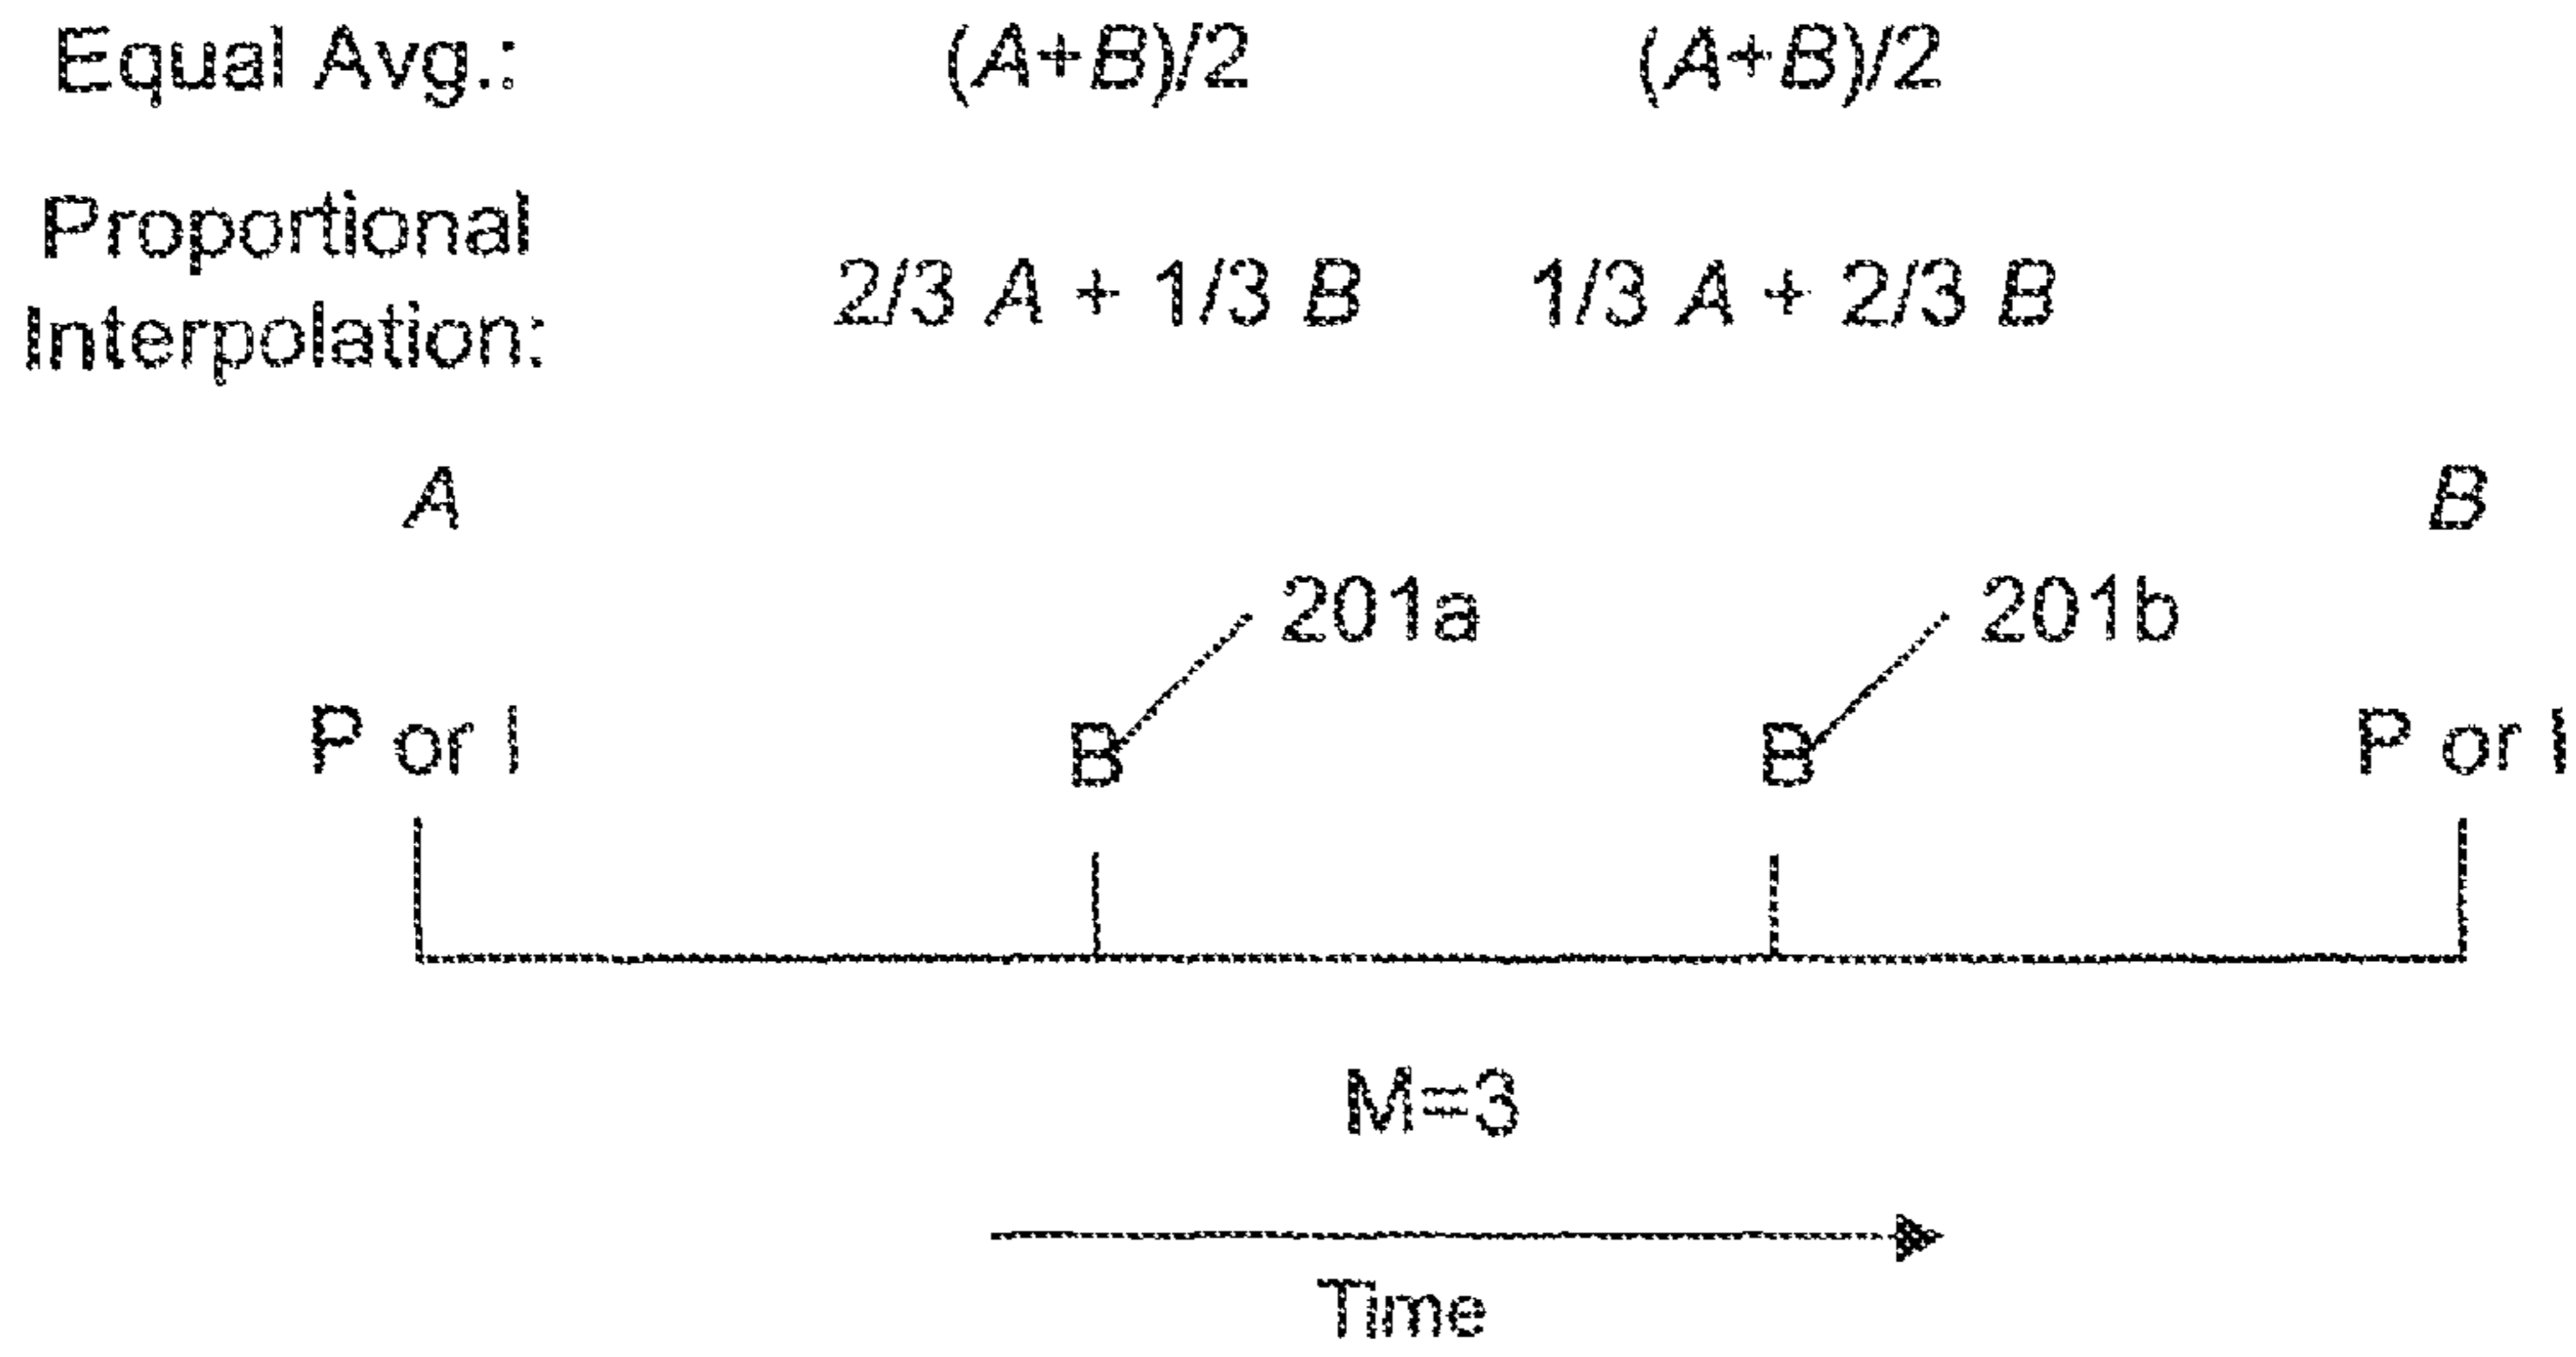 Equal Avg.: (A+B)/2 (A+B)/2
Proportional
Interpolation: 2/3 A + 1/3 B 1/3 A + 2/3 B
A B
201a 201b
P or I B B P or I
M=3
Time